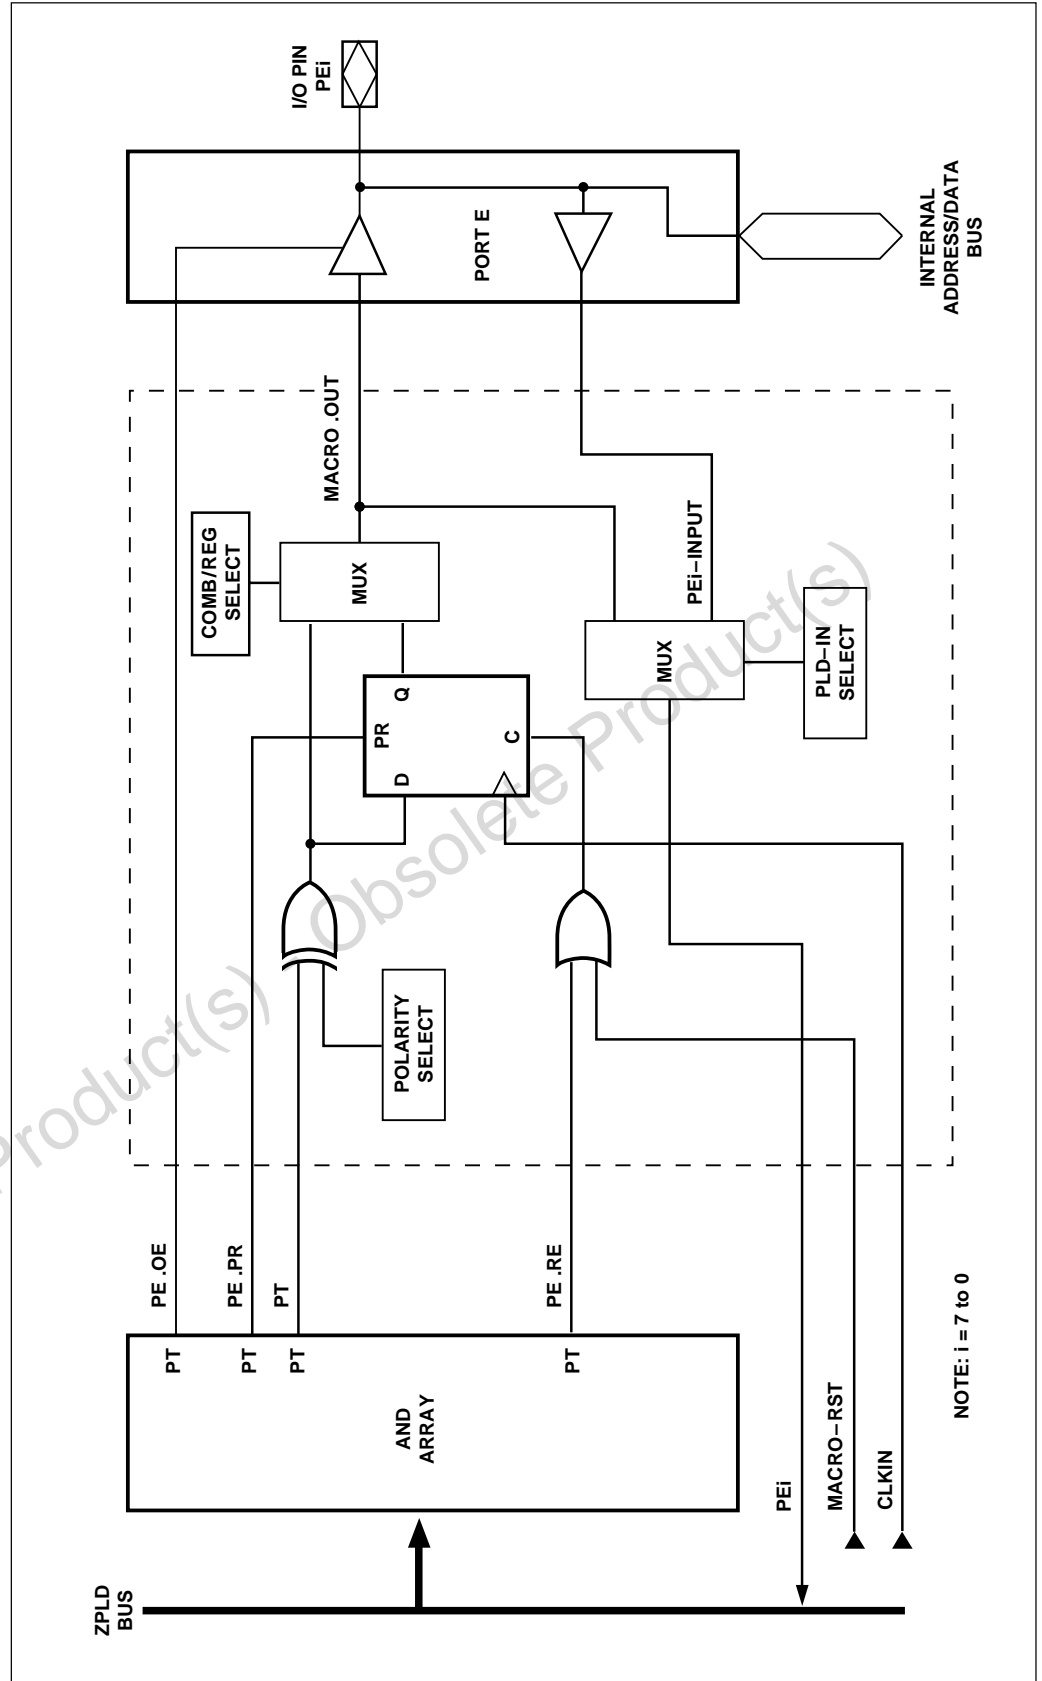 I/O PIN
PEi
PORT E
INTERNAL
ADDRESS/DATA
BUS
MACRO .OUT
COMB/REG
SELECT
MUX
PEi–INPUT
MUX
PLD–IN
SELECT
PR
Q
D
C
POLARITY
SELECT
PE .OE
PE .PR
PT
PE .RE
PT
PT
PT
PT
AND
ARRAY
PEi
MACRO–RST
CLKIN
NOTE: i = 7 to 0
ZPLD
BUS
Product(s) - Obsolete Product(s)